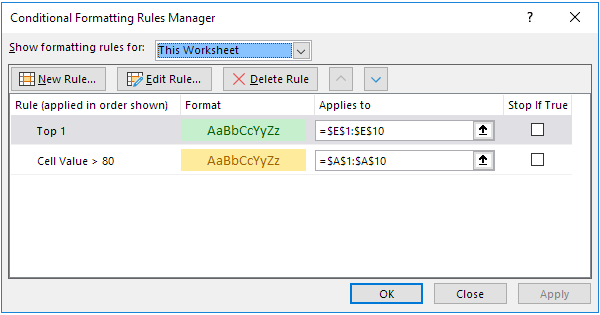 Conditional Formatting Rules Manager
Show formatting rules for: This Worksheet
New Rule... Edit Rule... Delete Rule
Rule (applied in order shown) Format Applies to Stop If True
Top 1 AaBbCcYyZz =$E$1:$E$10
Cell Value > 80 AaBbCcYyZz =$A$1:$A$10
OK Close Apply